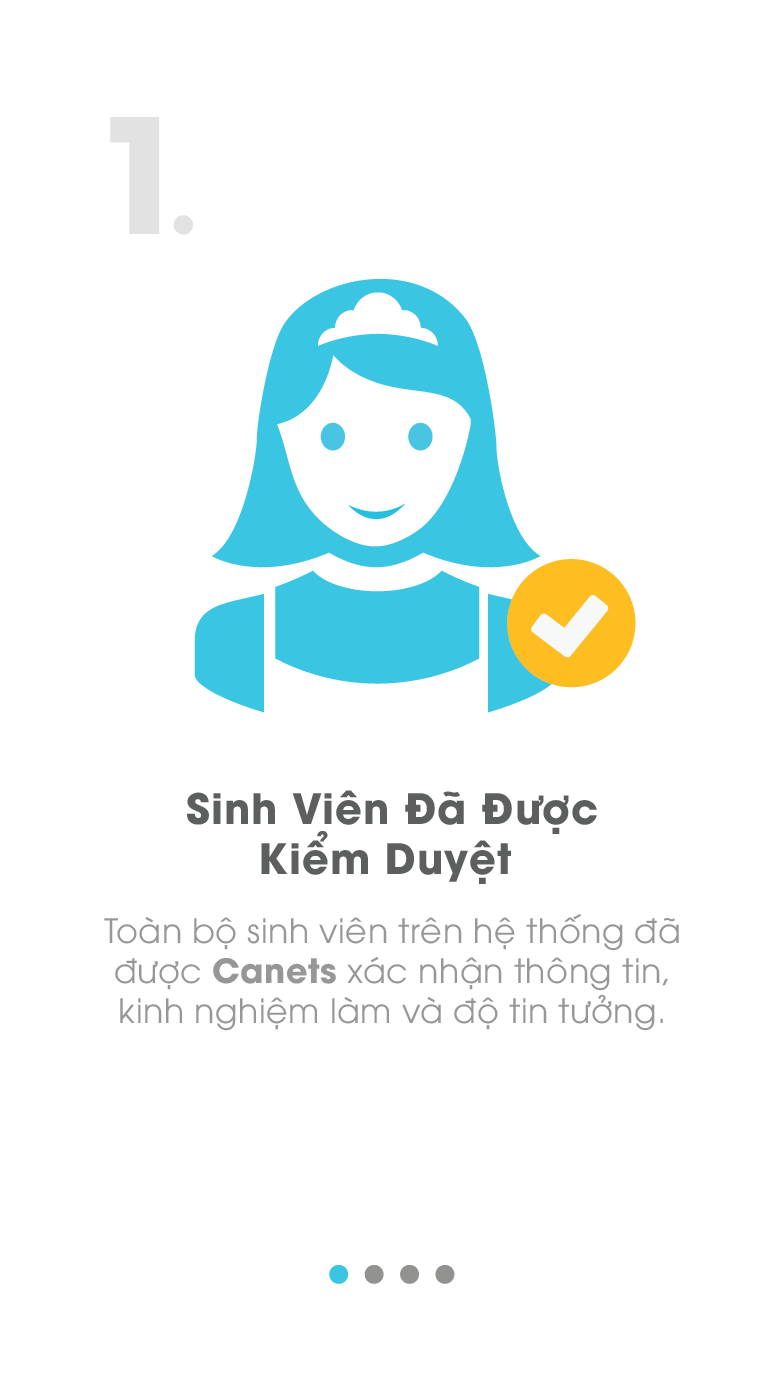 1.
Sinh Viên Đã Được
Kiểm Duyệt
Toàn bộ sinh viên trên hệ thống đã
được Canets xác nhận thông tin,
kinh nghiệm làm và độ tin tưởng.